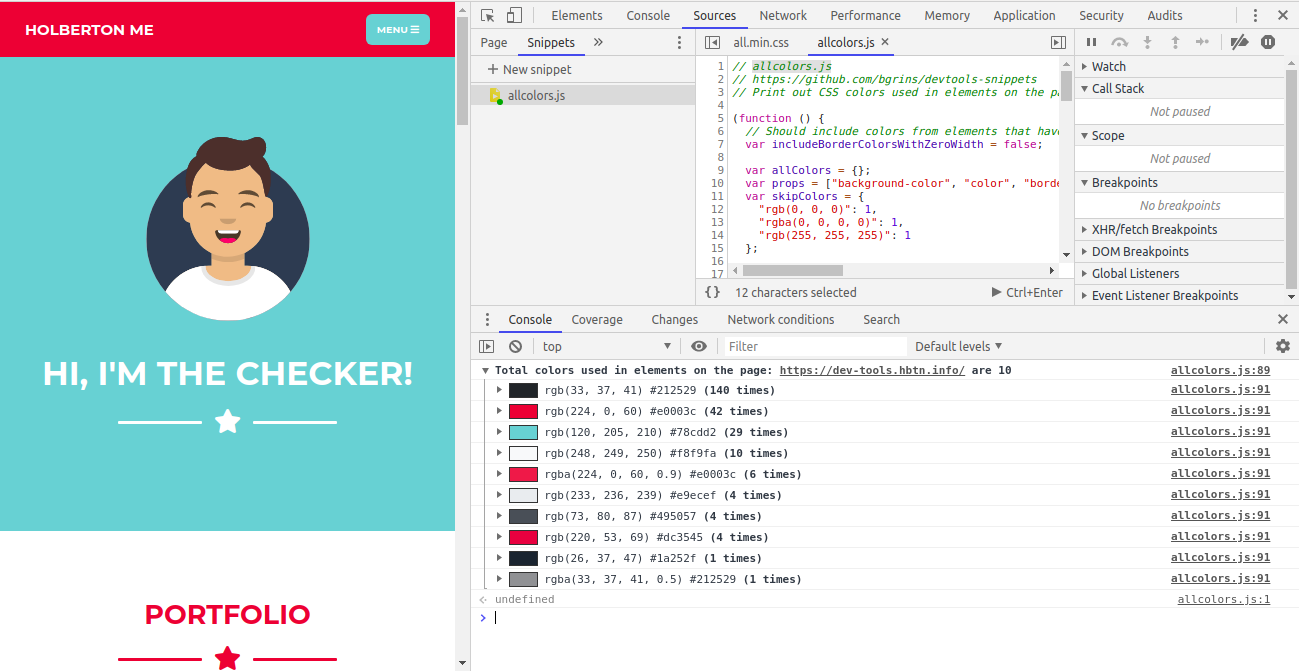 HOLBERTON ME
MENU
HI, I'M THE CHECKER!
PORTFOLIO
Elements Console Sources Network Performance Memory Application Security Audits
Page Snippets »
New snippet
allcolors.js
all.min.css allcolors.js ×
1 // allcolors.js
2 // https://github.com/bgrins/devtools-snippets
3 // Print out CSS colors used in elements on the p
4
5 (function () {
6 // Should include colors from elements that have
7 var includeBorderColorsWithZeroWidth = false;
8
9 var allColors = {};
10 var props = ["background-color", "color", "borde
11 var skipColors = {
12 "rgb(0, 0, 0)": 1,
13 "rgba(0, 0, 0, 0)": 1,
14 "rgb(255, 255, 255)": 1
15 };
16
17
{} 12 characters selected Ctrl+Enter
Watch
Call Stack
Not paused
Scope
Not paused
Breakpoints
No breakpoints
XHR/fetch Breakpoints
DOM Breakpoints
Global Listeners
Event Listener Breakpoints
Console Coverage Changes Network conditions Search
top Filter Default levels
Total colors used in elements on the page: https://dev-tools.hbtn.info/ are 10 allcolors.js:89
rgb(33, 37, 41) #212529 (140 times) allcolors.js:91
rgb(224, 0, 60) #e0003c (42 times) allcolors.js:91
rgb(120, 205, 210) #78cdd2 (29 times) allcolors.js:91
rgb(248, 249, 250) #f8f9fa (10 times) allcolors.js:91
rgba(224, 0, 60, 0.9) #e0003c (6 times) allcolors.js:91
rgb(233, 236, 239) #e9ecef (4 times) allcolors.js:91
rgb(73, 80, 87) #495057 (4 times) allcolors.js:91
rgb(220, 53, 69) #dc3545 (4 times) allcolors.js:91
rgb(26, 37, 47) #1a252f (1 times) allcolors.js:91
rgba(33, 37, 41, 0.5) #212529 (1 times) allcolors.js:91
undefined allcolors.js:1